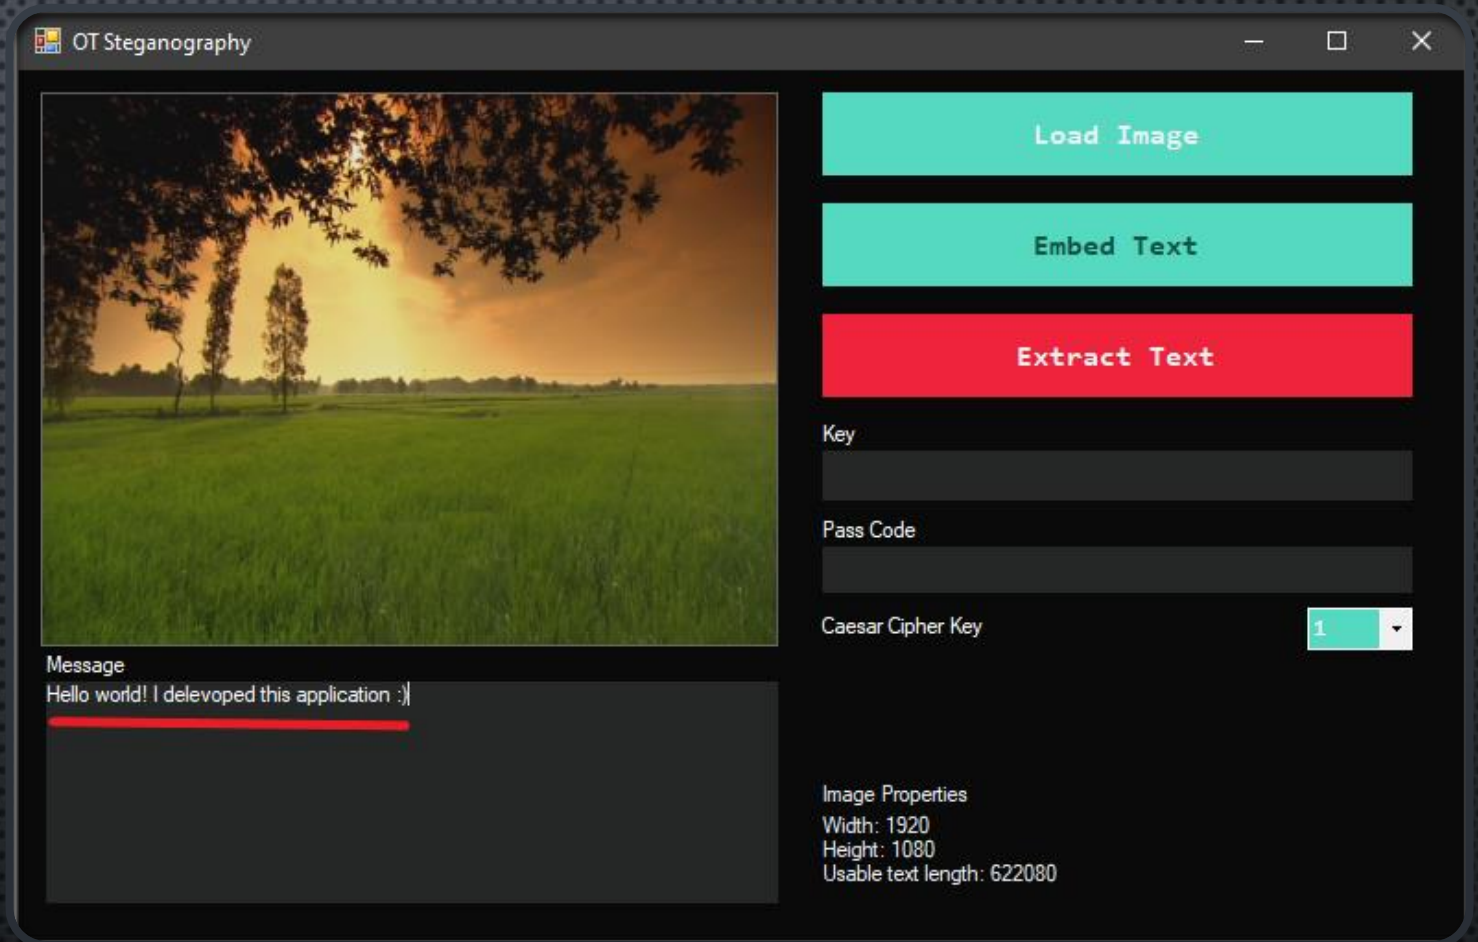 OT Steganography
Load Image
Embed Text
Extract Text
Key
Pass Code
Caesar Cipher Key
1
Message
Hello world! I delevoped this application :)
Image Properties
Width: 1920
Height: 1080
Usable text length: 622080